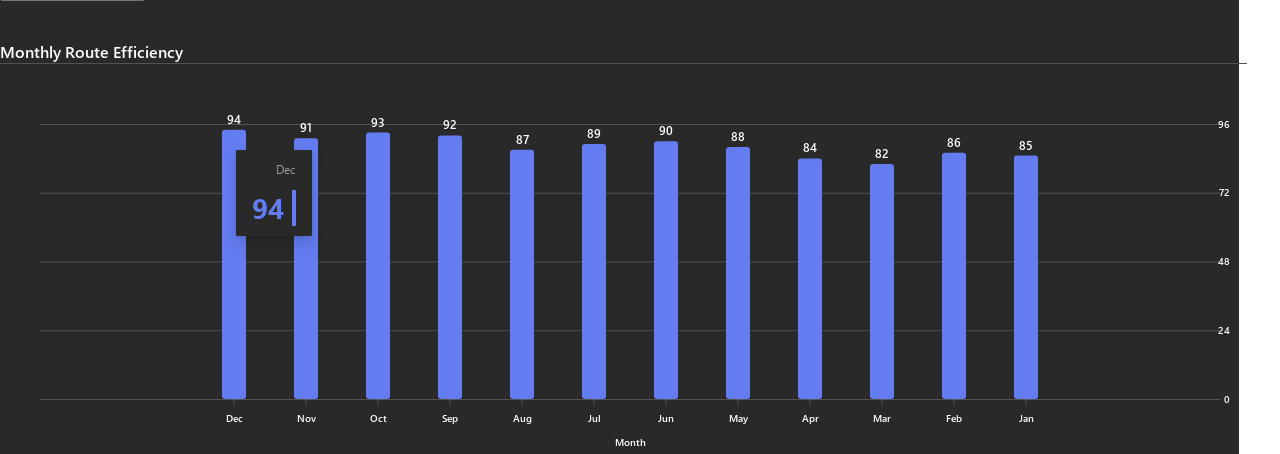 Monthly Route Efficiency
94 91 93 92 87 89 90 88 84 82 86 85
96
72
48
24
0
Dec
94
Dec Nov Oct Sep Aug Jul Jun May Apr Mar Feb Jan
Month